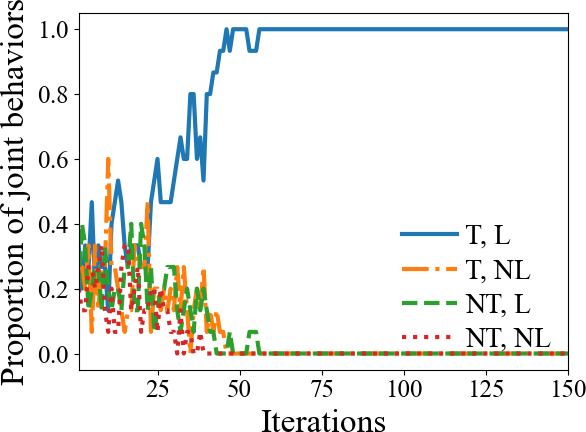 Proportion of joint behaviors
1.0
0.8
0.6
0.4
0.2
0.0
T, L
T, NL
NT, L
NT, NL
25 50 75 100 125 150
Iterations